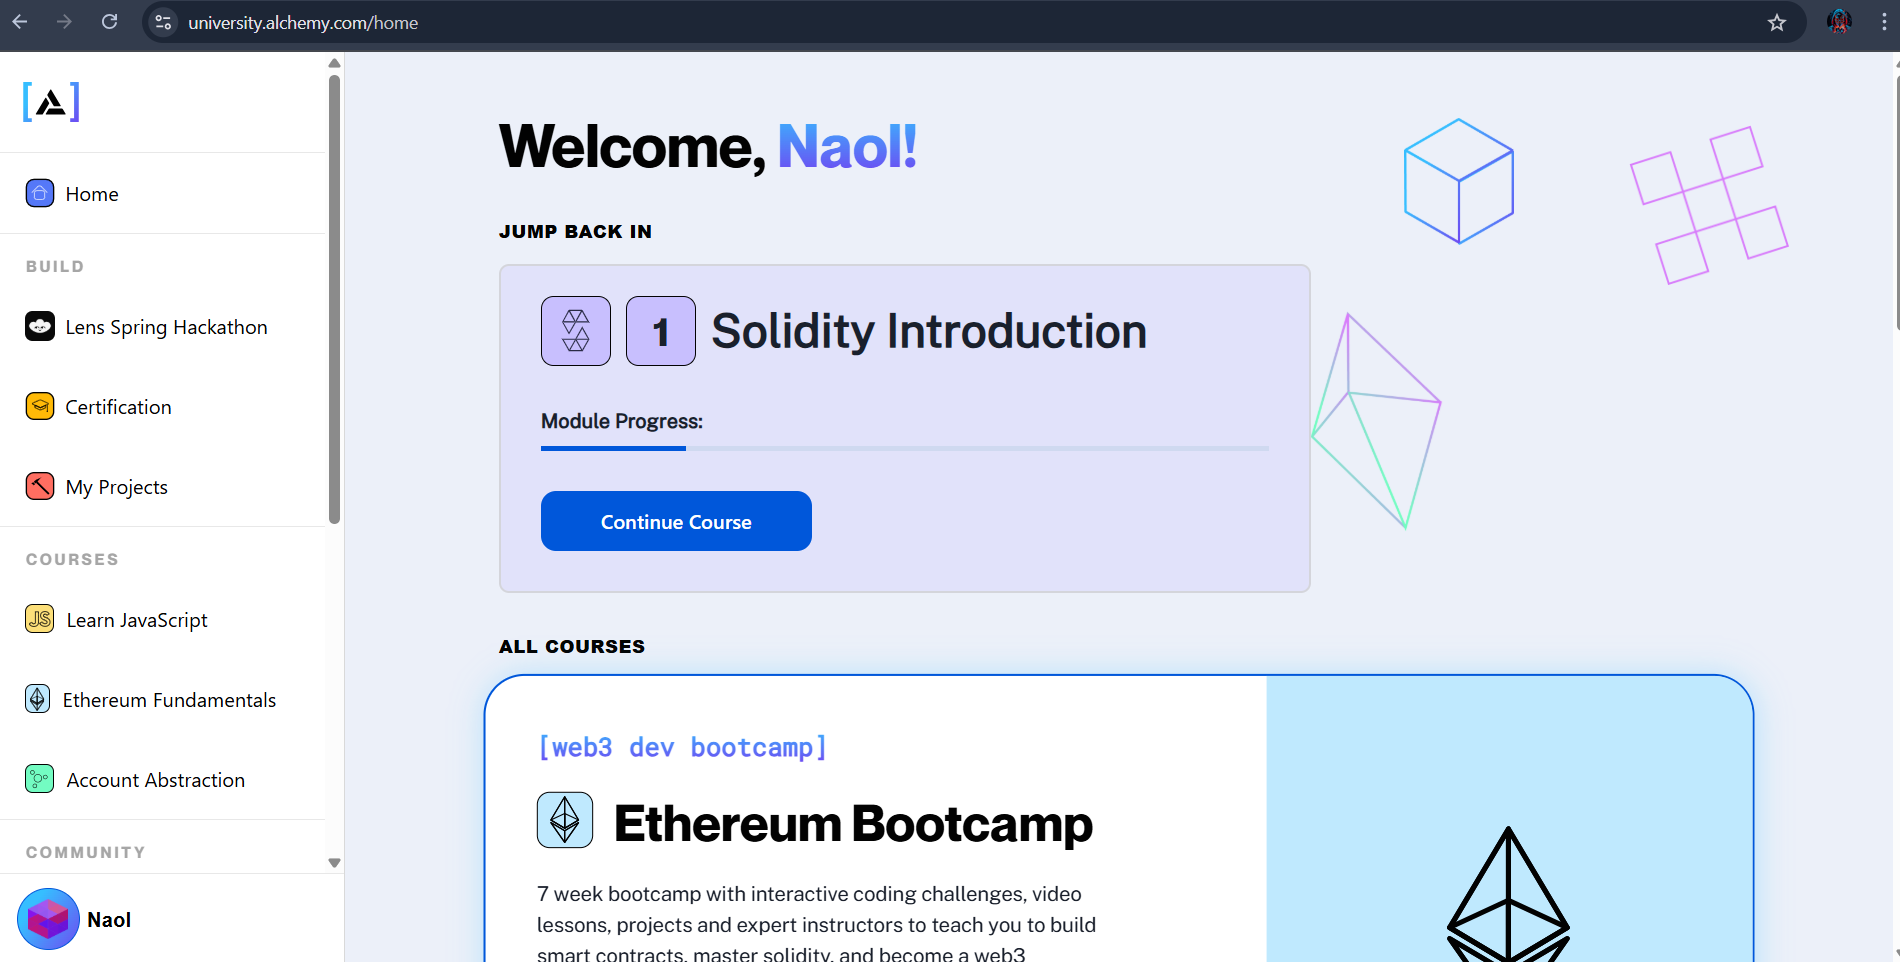 university.alchemy.com/home
Home
BUILD
Lens Spring Hackathon
Certification
My Projects
COURSES
JS Learn JavaScript
Ethereum Fundamentals
Account Abstraction
COMMUNITY
Naol
Welcome, Naol!
JUMP BACK IN
1 Solidity Introduction
Module Progress:
Continue Course
ALL COURSES
[web3 dev bootcamp]
Ethereum Bootcamp
7 week bootcamp with interactive coding challenges, video
lessons, projects and expert instructors to teach you to build
smart contracts, master solidity, and become a web3